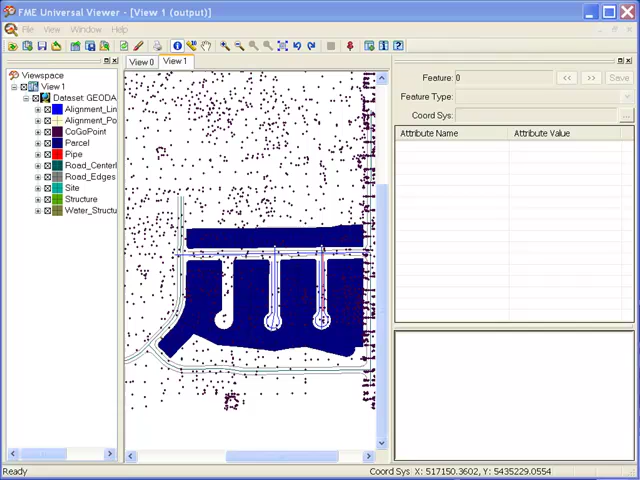 FME Universal Viewer - [View 1 (output)]
File View Window Help
View 0 View 1
Viewspace
View 1
Dataset GEODA
Alignment_Lin
Alignment_Po
CoGoPoint
Parcel
Pipe
Road_Centerl
Road_Edges
Site
Structure
Water_Structu
Feature: 0 << >> Save
Feature Type:
Coord Sys: ...
Attribute Name Attribute Value
Ready Coord Sys X: 517150.3602, Y: 5435229.0554